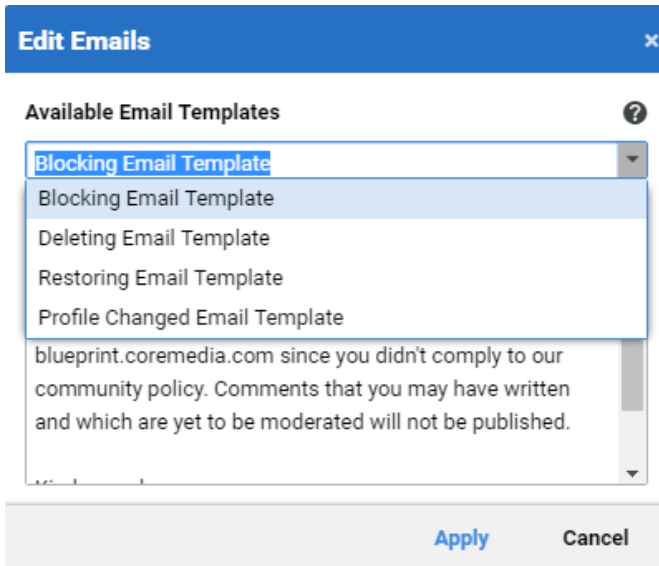 Edit Emails ×
Available Email Templates ?
Blocking Email Template
Blocking Email Template
Deleting Email Template
Restoring Email Template
Profile Changed Email Template
blueprint.coremedia.com since you didn't comply to our
community policy. Comments that you may have written
and which are yet to be moderated will not be published.
Apply Cancel